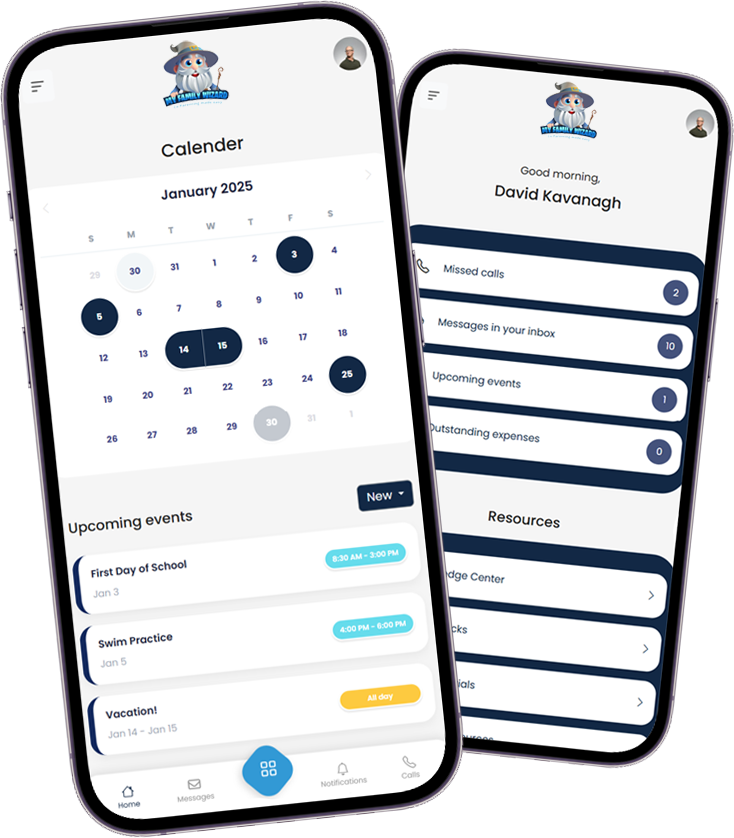 MY FAMILY WIZARD
Calender
January 2025
S M T W T F S
29 30 31 1 2 3 4
5 6 7 8 9 10 11
12 13 14 15 16 17 18
19 20 21 22 23 24 25
26 27 28 29 30 31 1
New
Upcoming events
First Day of School
8:30 AM - 3:00 PM
Jan 3
Swim Practice
4:00 PM - 6:00 PM
Jan 5
Vacation!
All day
Jan 14 - Jan 15
Home
Messages
Notifications
Calls
MY FAMILY WIZARD
Good morning,
David Kavanagh
Missed calls
2
Messages in your inbox
10
Upcoming events
1
Outstanding expenses
0
Resources
dge Center
cks
ials